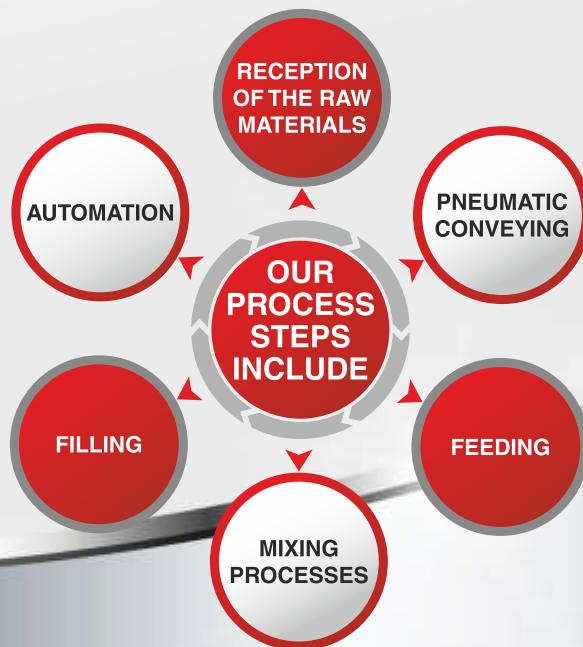 RECEPTION
OF THE RAW
MATERIALS
AUTOMATION
PNEUMATIC
CONVEYING
OUR
PROCESS
STEPS
INCLUDE
FILLING
FEEDING
MIXING
PROCESSES